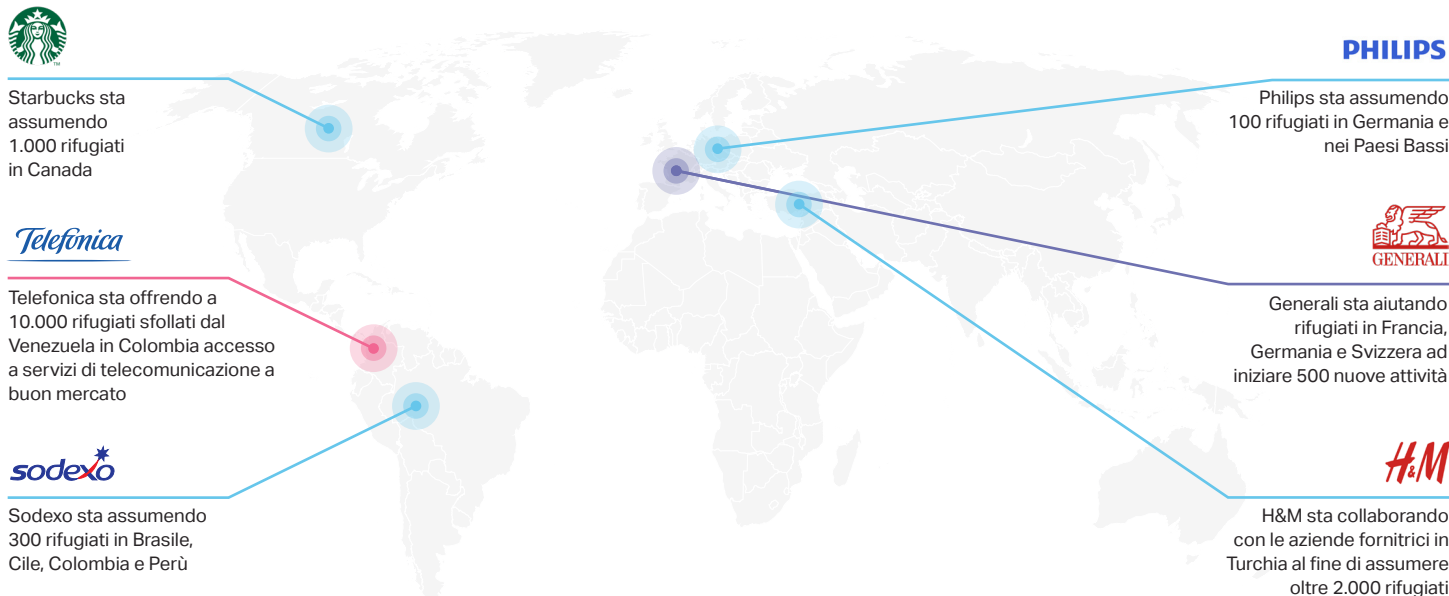 TM
Starbucks sta
assumendo
1.000 rifugiati
in Canada
Telefonica
Telefonica sta offrendo a
10.000 rifugiati sfollati dal
Venezuela in Colombia accesso
a servizi di telecomunicazione a
buon mercato
sodexo
Sodexo sta assumendo
300 rifugiati in Brasile,
Cile, Colombia e Perù
PHILIPS
Philips sta assumendo
100 rifugiati in Germania e
nei Paesi Bassi
GENERALI
Generali sta aiutando
rifugiati in Francia,
Germania e Svizzera ad
iniziare 500 nuove attività
H&M
H&M sta collaborando
con le aziende fornitrici in
Turchia al fine di assumere
oltre 2.000 rifugiati